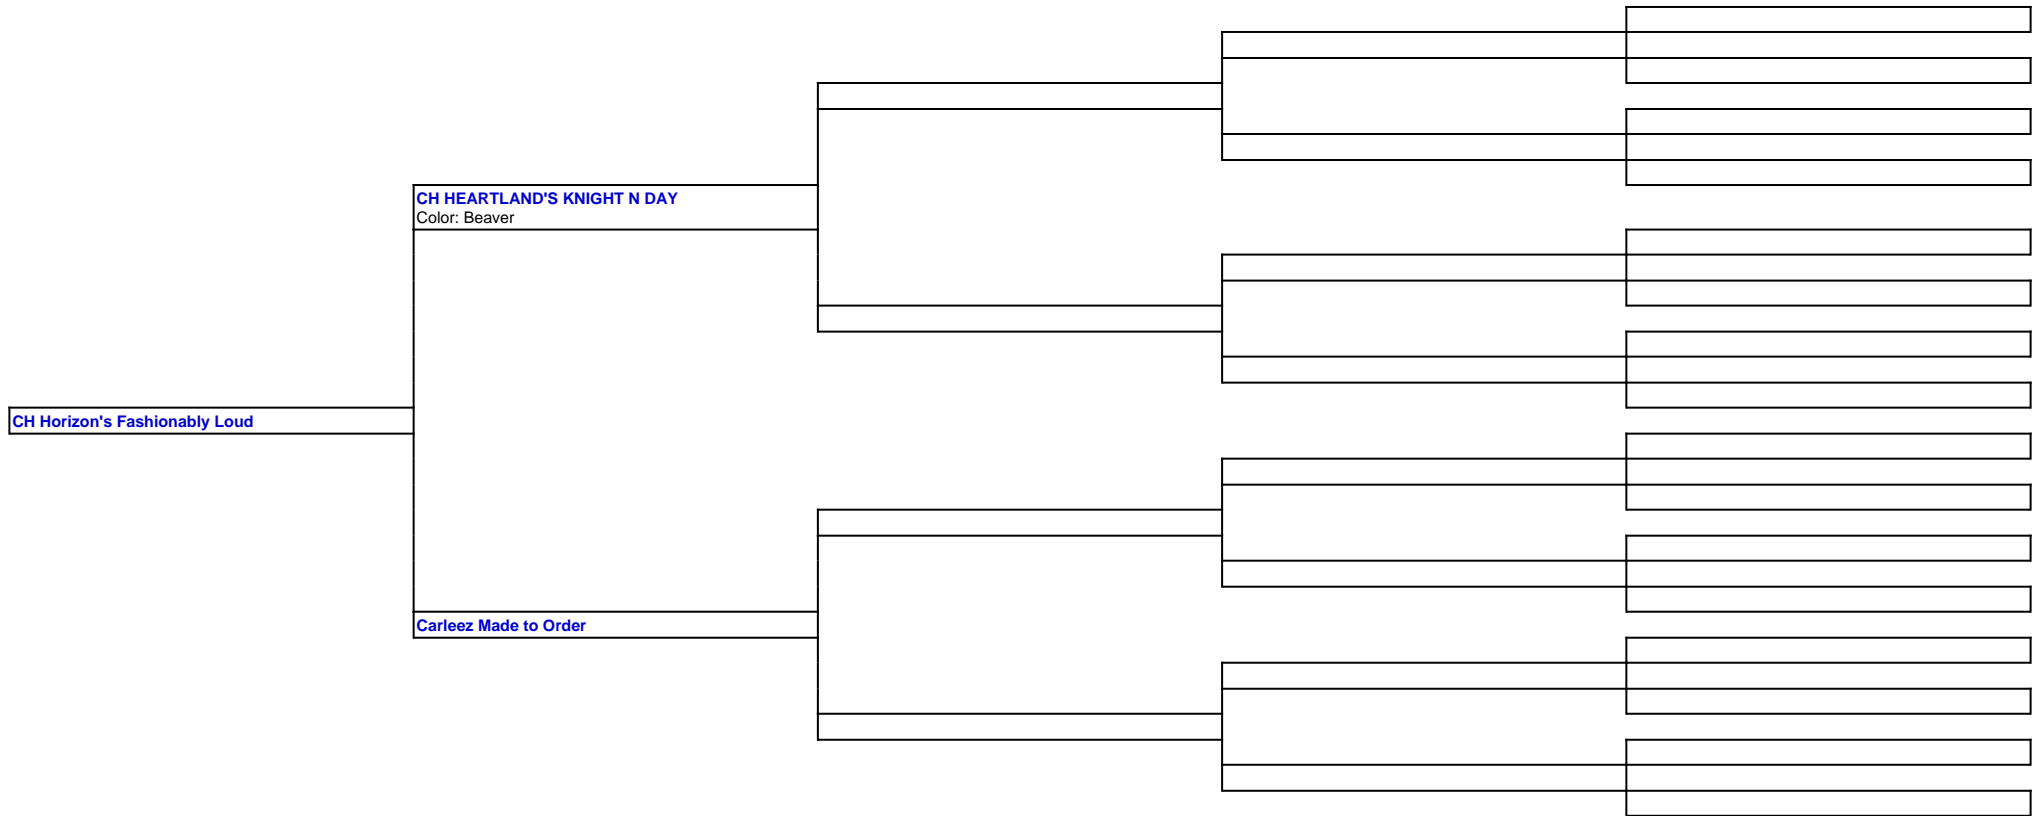 CH HEARTLAND'S KNIGHT N DAY
Color: Beaver
CH Horizon's Fashionably Loud
Carleez Made to Order